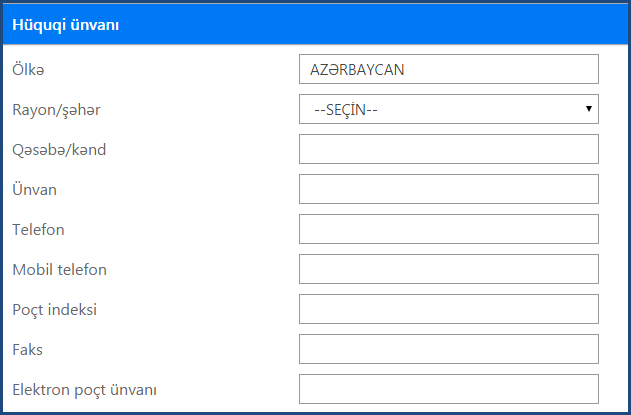 Hüquqi ünvanı
Ölkə AZƏRBAYCAN
Rayon/şəhər --SEÇİN--
Qəsəbə/kənd
Ünvan
Telefon
Mobil telefon
Poçt indeksi
Faks
Elektron poçt ünvanı